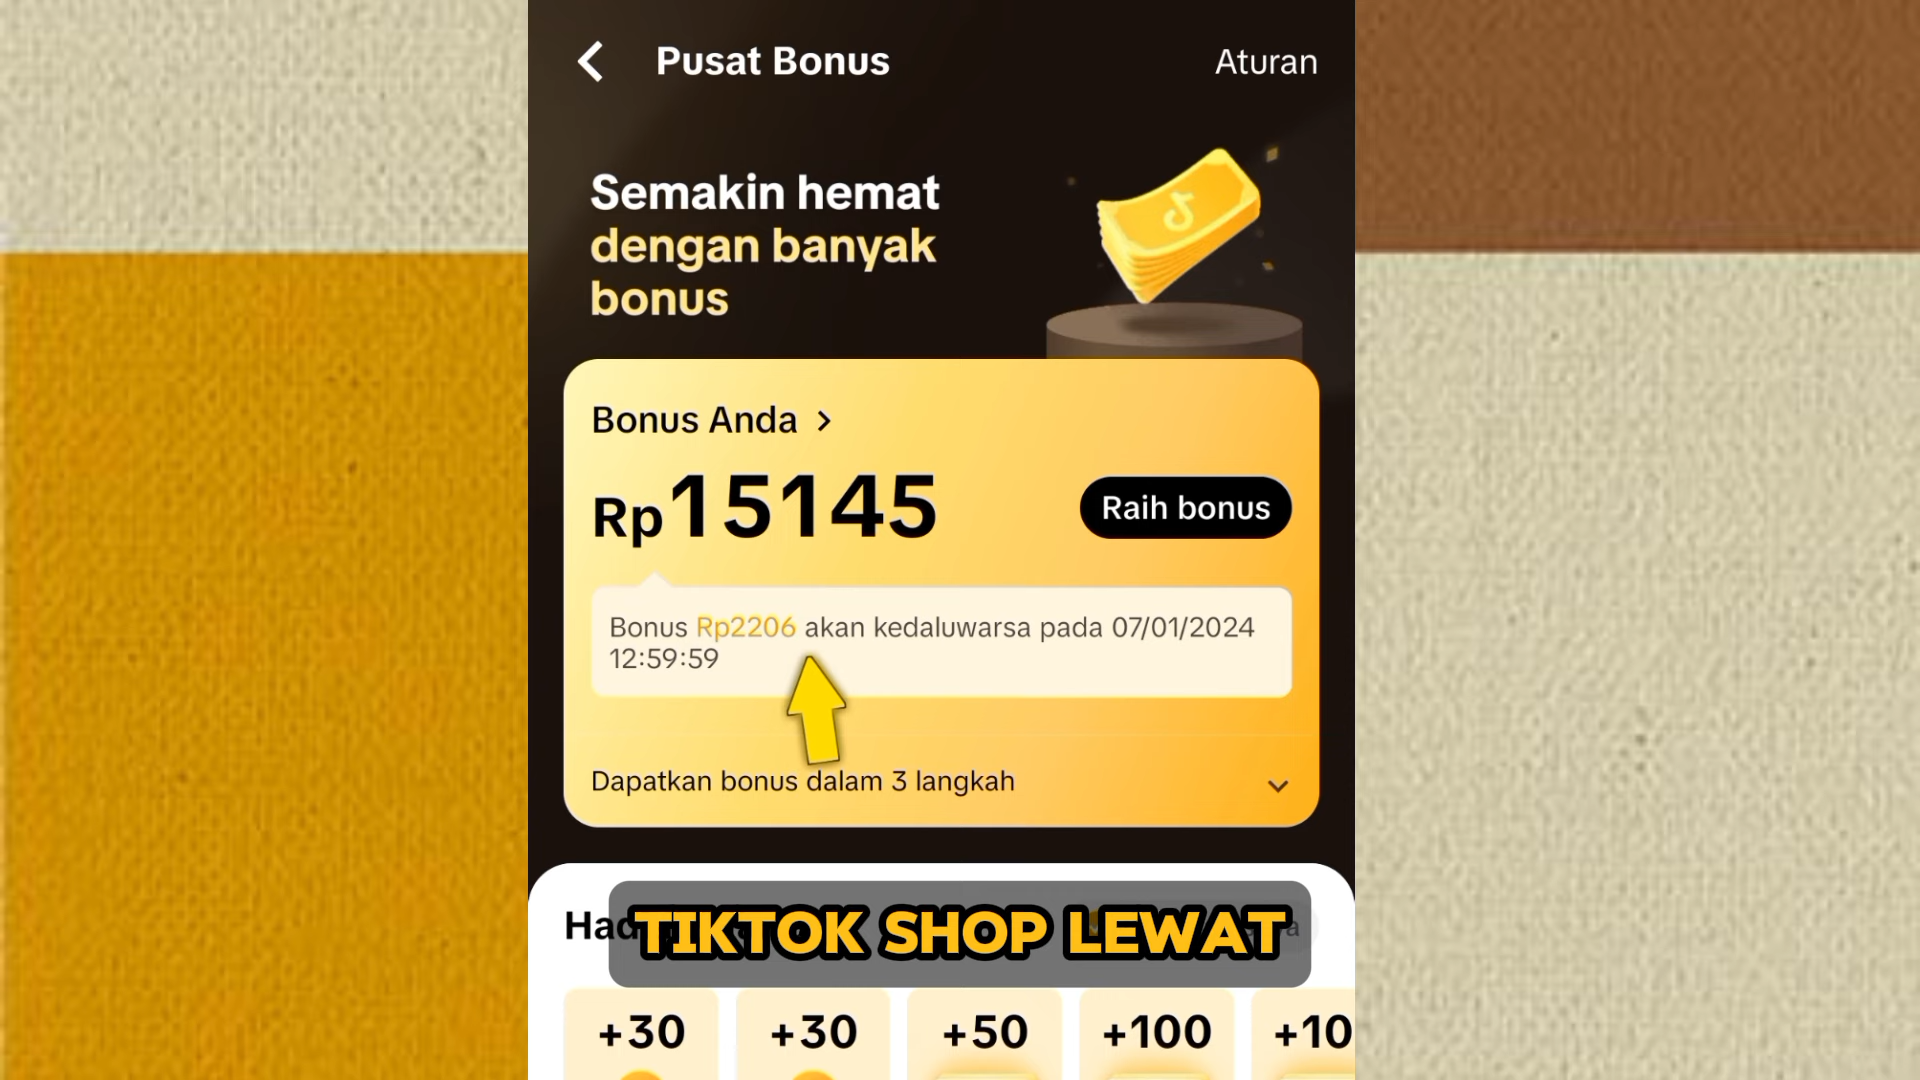 Pusat Bonus
Aturan
Semakin hemat
dengan banyak
bonus
Bonus Anda
Rp15145
Raih bonus
Bonus Rp2206 akan kedaluwarsa pada 07/01/2024
12:59:59
Dapatkan bonus dalam 3 langkah
TIKTOK SHOP LEWAT
+30
+30
+50
+100
+10